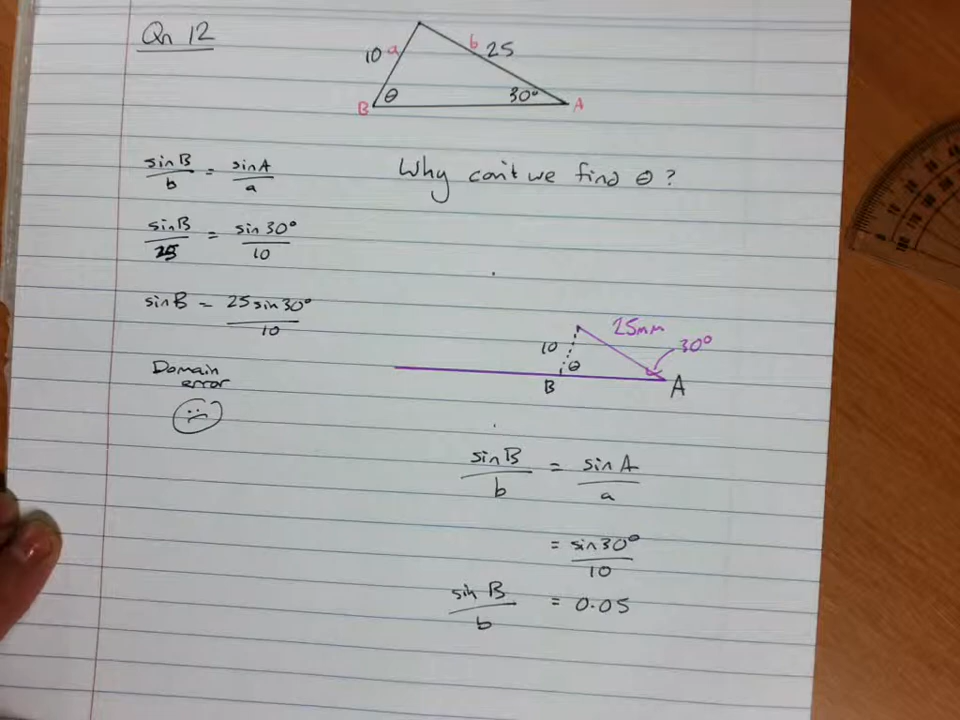 Qn 12
10 a
b 25
B θ 30° A
sin B / b = sin A / a
Why can't we find θ ?
sin B / 25 = sin 30° / 10
sin B = 25 sin 30° / 10
Domain error
25mm
10 30°
θ
B A
sin B / b = sin A / a
= sin 30° / 10
sin B / b = 0.05